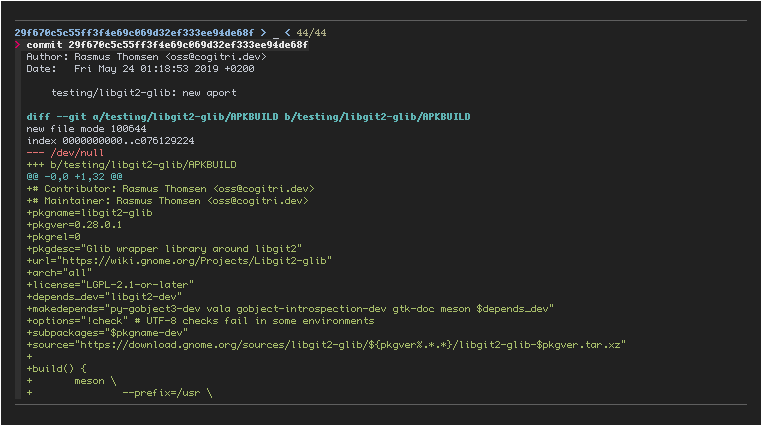 29f670c5c55ff3f4e69c069d32ef333ee94de68f > _ < 44/44
> commit 29f670c5c55ff3f4e69c069d32ef333ee94de68f
Author: Rasmus Thomsen <oss@cogitri.dev>
Date:   Fri May 24 01:18:53 2019 +0200
    testing/libgit2-glib: new aport
diff --git a/testing/libgit2-glib/APKBUILD b/testing/libgit2-glib/APKBUILD
new file mode 100644
index 0000000000..c076129224
--- /dev/null
+++ b/testing/libgit2-glib/APKBUILD
@@ -0,0 +1,32 @@
+# Contributor: Rasmus Thomsen <oss@cogitri.dev>
+# Maintainer: Rasmus Thomsen <oss@cogitri.dev>
+pkgname=libgit2-glib
+pkgver=0.28.0.1
+pkgrel=0
+pkgdesc="Glib wrapper library around libgit2"
+url="https://wiki.gnome.org/Projects/Libgit2-glib"
+arch="all"
+license="LGPL-2.1-or-later"
+depends_dev="libgit2-dev"
+makedepends="py-gobject3-dev vala gobject-introspection-dev gtk-doc meson $depends_dev"
+options="!check" # UTF-8 checks fail in some environments
+subpackages="$pkgname-dev"
+source="https://download.gnome.org/sources/libgit2-glib/${pkgver%.*.*}/libgit2-glib-$pkgver.tar.xz"
+
+build() {
+       meson \
+               --prefix=/usr \